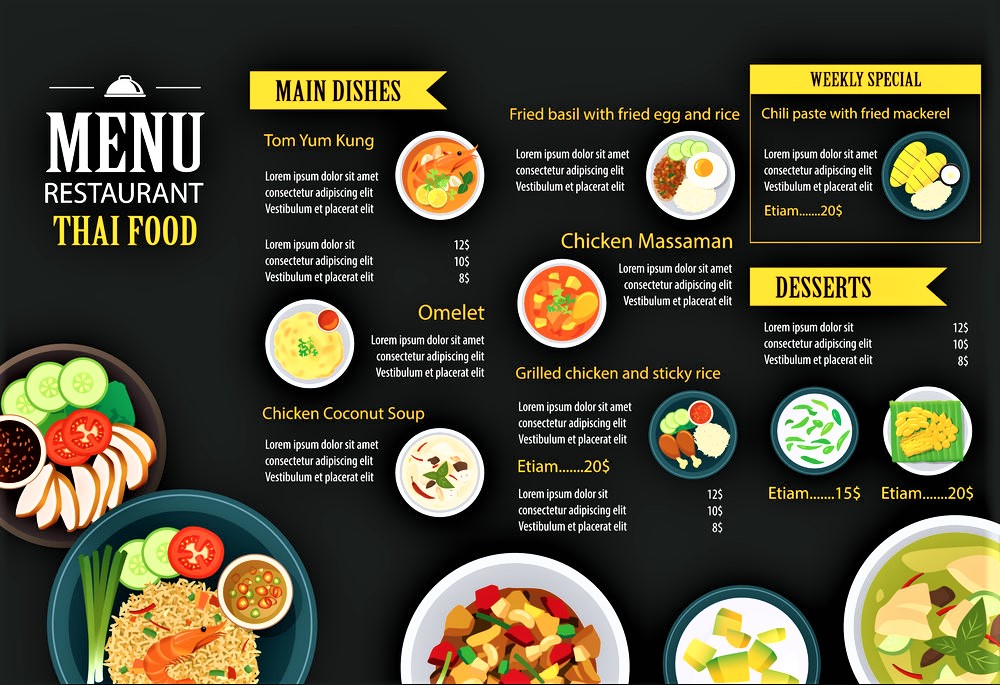 MENU
RESTAURANT
THAI FOOD
MAIN DISHES
Tom Yum Kung
Lorem ipsum dolor sit amet
consectetur adipiscing elit
Vestibulum et placerat elit
Lorem ipsum dolor sit 12$
consectetur adipiscing elit 10$
Vestibulum et placerat elit 8$
Omelet
Lorem ipsum dolor sit amet
consectetur adipiscing elit
Vestibulum et placerat elit
Chicken Coconut Soup
Lorem ipsum dolor sit amet
consectetur adipiscing elit
Vestibulum et placerat elit
Fried basil with fried egg and rice
Lorem ipsum dolor sit amet
consectetur adipiscing elit
Vestibulum et placerat elit
Chicken Massaman
Lorem ipsum dolor sit amet
consectetur adipiscing elit
Vestibulum et placerat elit
Grilled chicken and sticky rice
Lorem ipsum dolor sit amet
consectetur adipiscing elit
Vestibulum et placerat elit
Etiam.......20$
Lorem ipsum dolor sit 12$
consectetur adipiscing elit 10$
Vestibulum et placerat elit 8$
WEEKLY SPECIAL
Chili paste with fried mackerel
Lorem ipsum dolor sit amet
consectetur adipiscing elit
Vestibulum et placerat elit
Etiam.......20$
DESSERTS
Lorem ipsum dolor sit 12$
consectetur adipiscing elit 10$
Vestibulum et placerat elit 8$
Etiam.......15$ Etiam.......20$